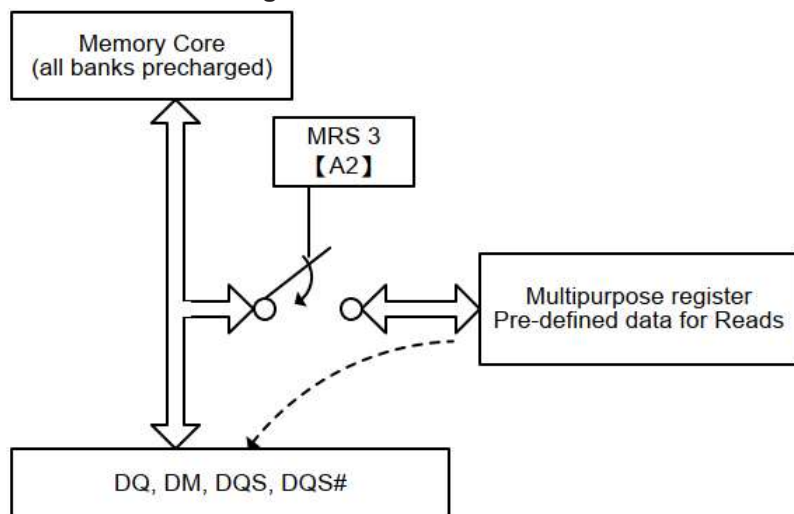 Memory Core
(all banks precharged)
MRS 3
【A2】
Multipurpose register
Pre-defined data for Reads
DQ, DM, DQS, DQS#